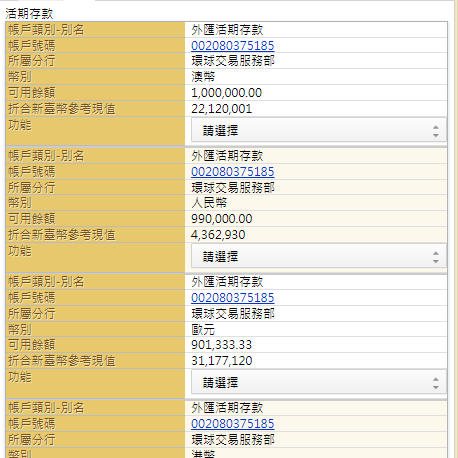 活期存款
帳戶類別-別名 外匯活期存款
帳戶號碼 002080375185
所屬分行 環球交易服務部
幣別 澳幣
可用餘額 1,000,000.00
折合新臺幣參考現值 22,120,001
功能 請選擇
帳戶類別-別名 外匯活期存款
帳戶號碼 002080375185
所屬分行 環球交易服務部
幣別 人民幣
可用餘額 990,000.00
折合新臺幣參考現值 4,362,930
功能 請選擇
帳戶類別-別名 外匯活期存款
帳戶號碼 002080375185
所屬分行 環球交易服務部
幣別 歐元
可用餘額 901,333.33
折合新臺幣參考現值 31,177,120
功能 請選擇
帳戶類別-別名 外匯活期存款
帳戶號碼 002080375185
所屬分行 環球交易服務部
幣別 港幣